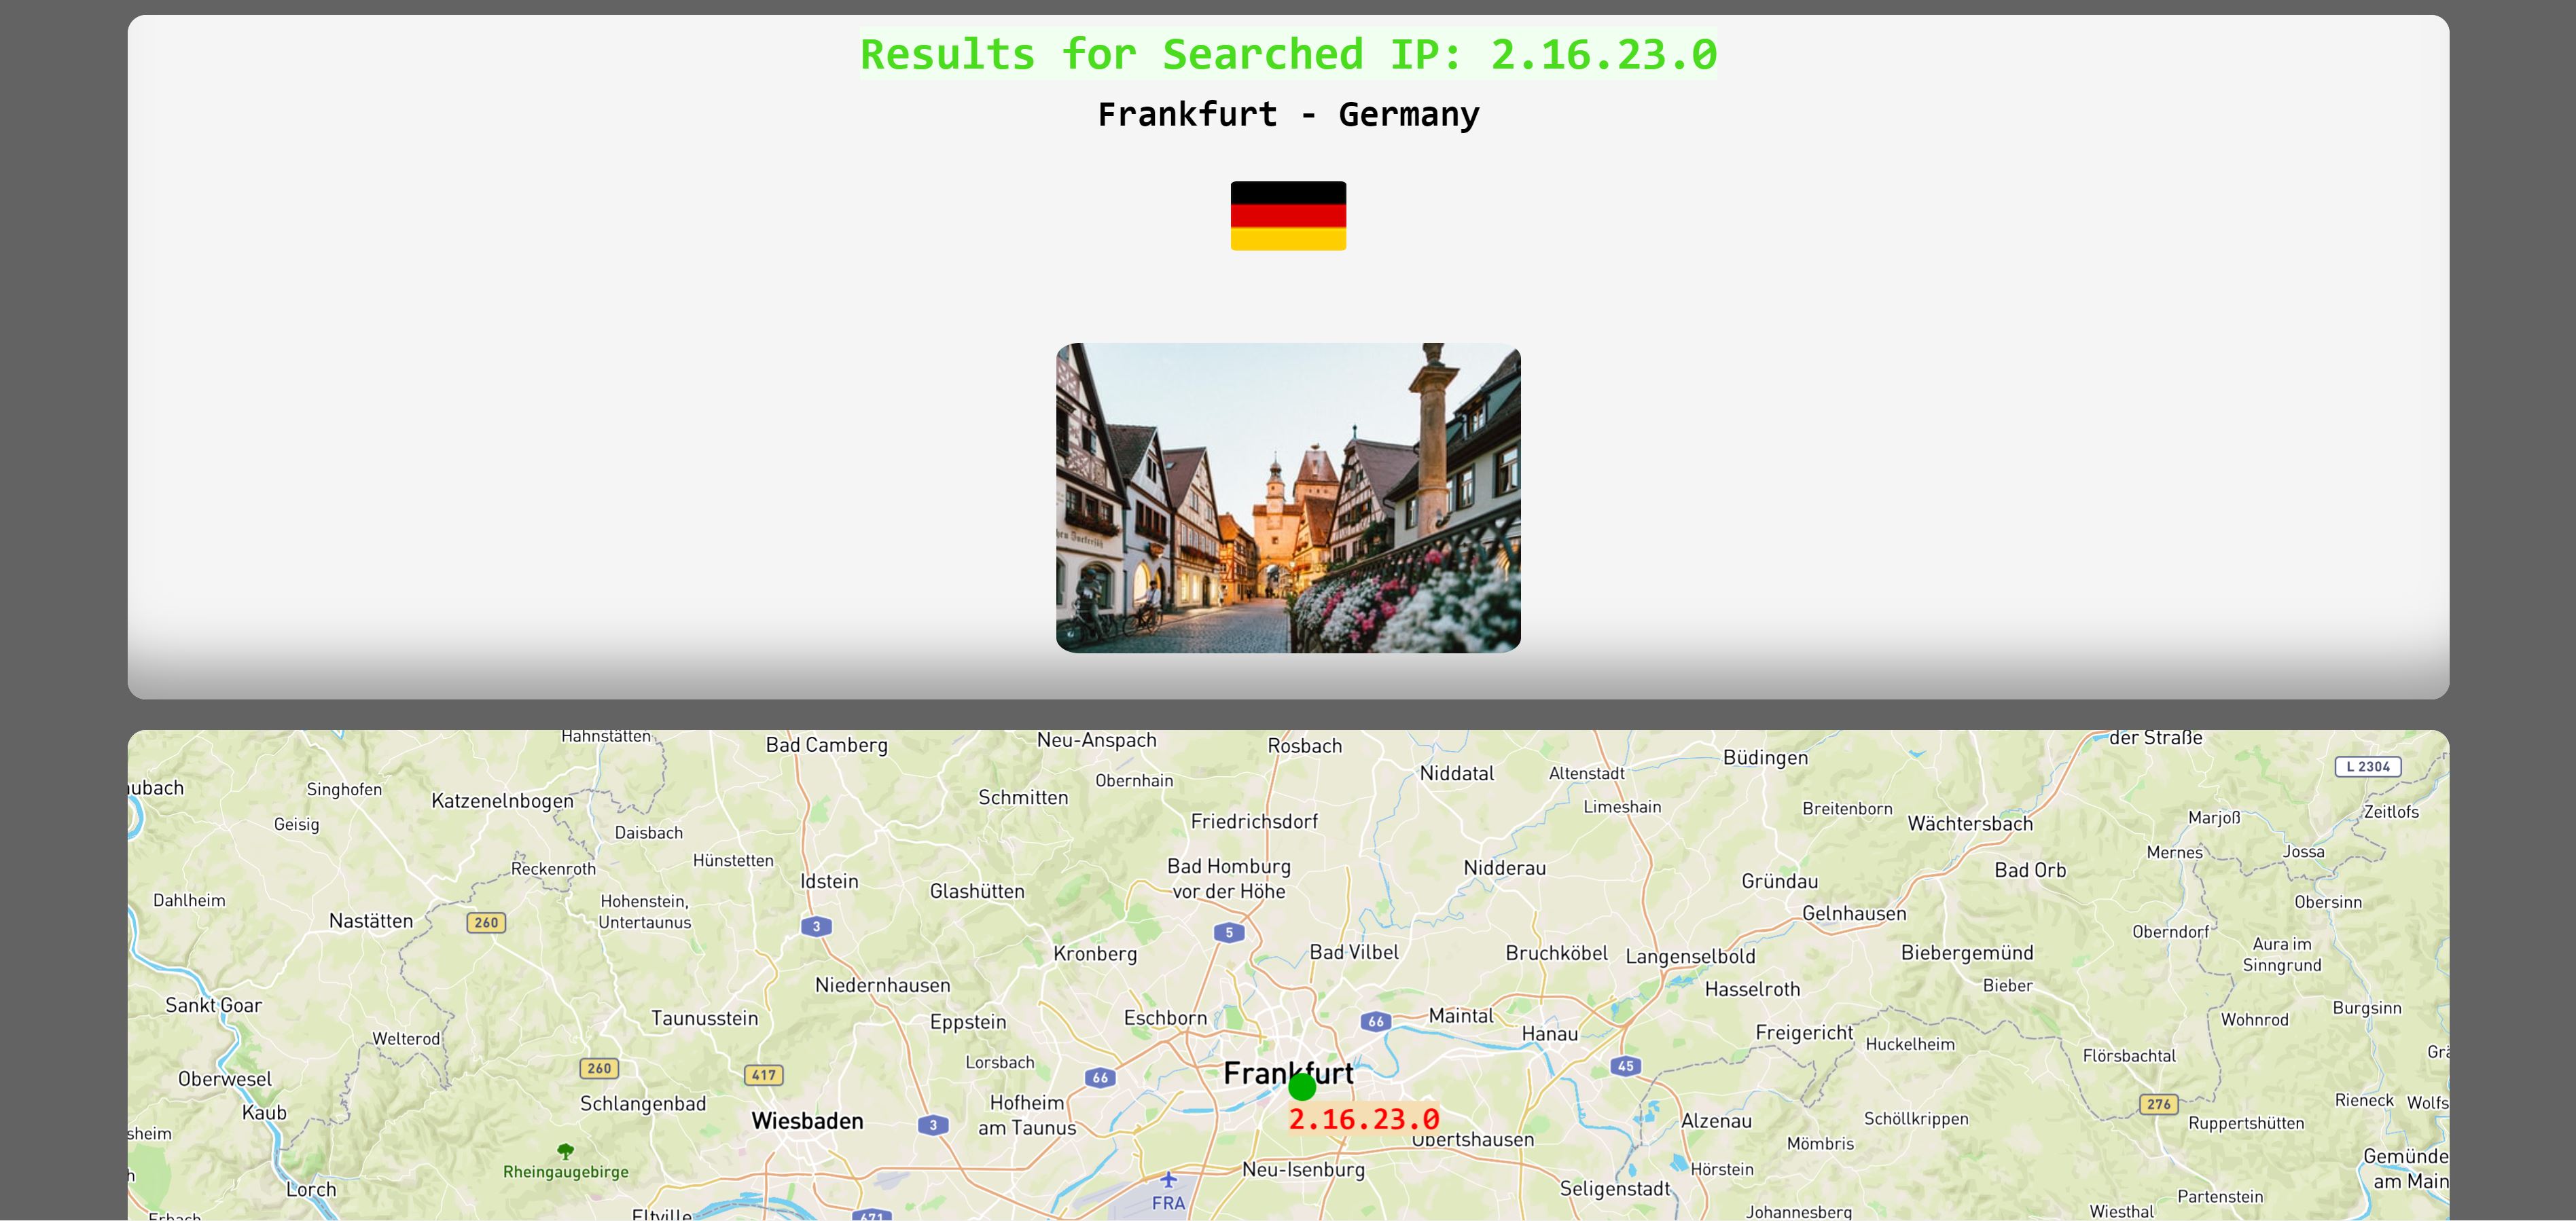 Results for Searched IP: 2.16.23.0
Frankfurt - Germany
Hahnstätten
Bad Camberg
Neu-Anspach
Rosbach
der Straße
Büdingen
L 2304
Niddatal
Altenstadt
Obernhain
Singhofen
Katzenelnbogen
Schmitten
Limeshain
Breitenborn
Zeitlofs
Geisig
Daisbach
Friedrichsdorf
Wächtersbach
Marjoß
Hünstetten
Reckenroth
Bad Homburg
vor der Höhe
Nidderau
Mernes
Jossa
Bad Orb
Idstein
Glashütten
Gründau
Dahlheim
Hohenstein,
Untertaunus
Obersinn
Nastätten
260
3
5
Gelnhausen
Oberndorf
Kronberg
Bad Vilbel
Bruchköbel
Langenselbold
Biebergemünd
Aura im
Sinngrund
Niedernhausen
Hasselroth
Bieber
Sankt Goar
Burgsinn
Taunusstein
Eppstein
Eschborn
66
Maintal
Wohnrod
Welterod
Hanau
Freigericht
Huckelheim
Lorsbach
Flörsbachtal
260
417
66
Frankfurt
45
Oberwesel
Kaub
Schlangenbad
Hofheim
am Taunus
276
Rieneck
Wolfs
Wiesbaden
3
2.16.23.0
Alzenau
Schöllkrippen
Ruppertshütten
sheim
Obertshausen
Mömbris
Rheingaugebirge
Neu-Isenburg
Hörstein
Gemünde
am Main
Lorch
FRA
Seligenstadt
Partenstein
Erbach
Eltville
671
Johannesberg
Wiesthal